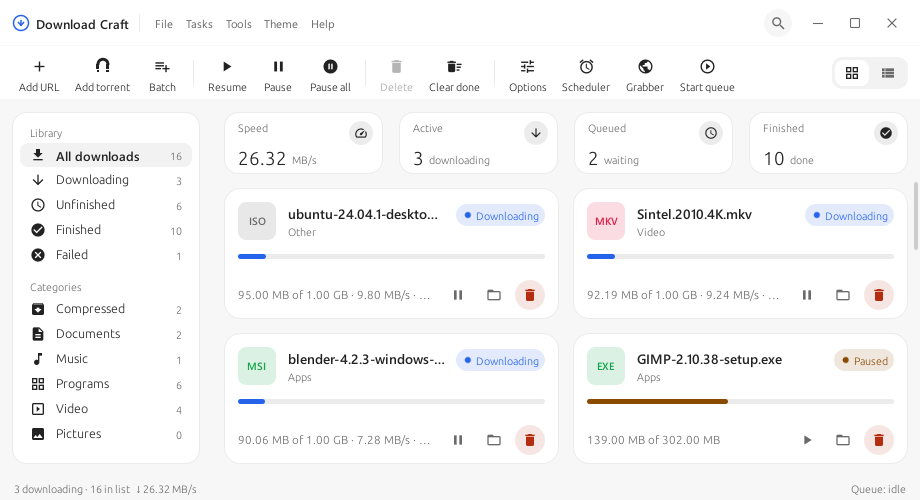 Download Craft
File Tasks Tools Theme Help
Add URL Add torrent Batch Resume Pause Pause all Delete Clear done Options Scheduler Grabber Start queue
Library
All downloads 16
Downloading 3
Unfinished 6
Finished 10
Failed 1
Categories
Compressed 2
Documents 2
Music 1
Programs 6
Video 4
Pictures 0
Speed
26.32 MB/s
Active
3 downloading
Queued
2 waiting
Finished
10 done
ISO
ubuntu-24.04.1-deskto...
Downloading
Other
95.00 MB of 1.00 GB · 9.80 MB/s · ...
MKV
Sintel.2010.4K.mkv
Downloading
Video
92.19 MB of 1.00 GB · 9.24 MB/s · ...
MSI
blender-4.2.3-windows-...
Downloading
Apps
90.06 MB of 1.00 GB · 7.28 MB/s · ...
EXE
GIMP-2.10.38-setup.exe
Paused
Apps
139.00 MB of 302.00 MB
3 downloading · 16 in list ↓26.32 MB/s
Queue: idle